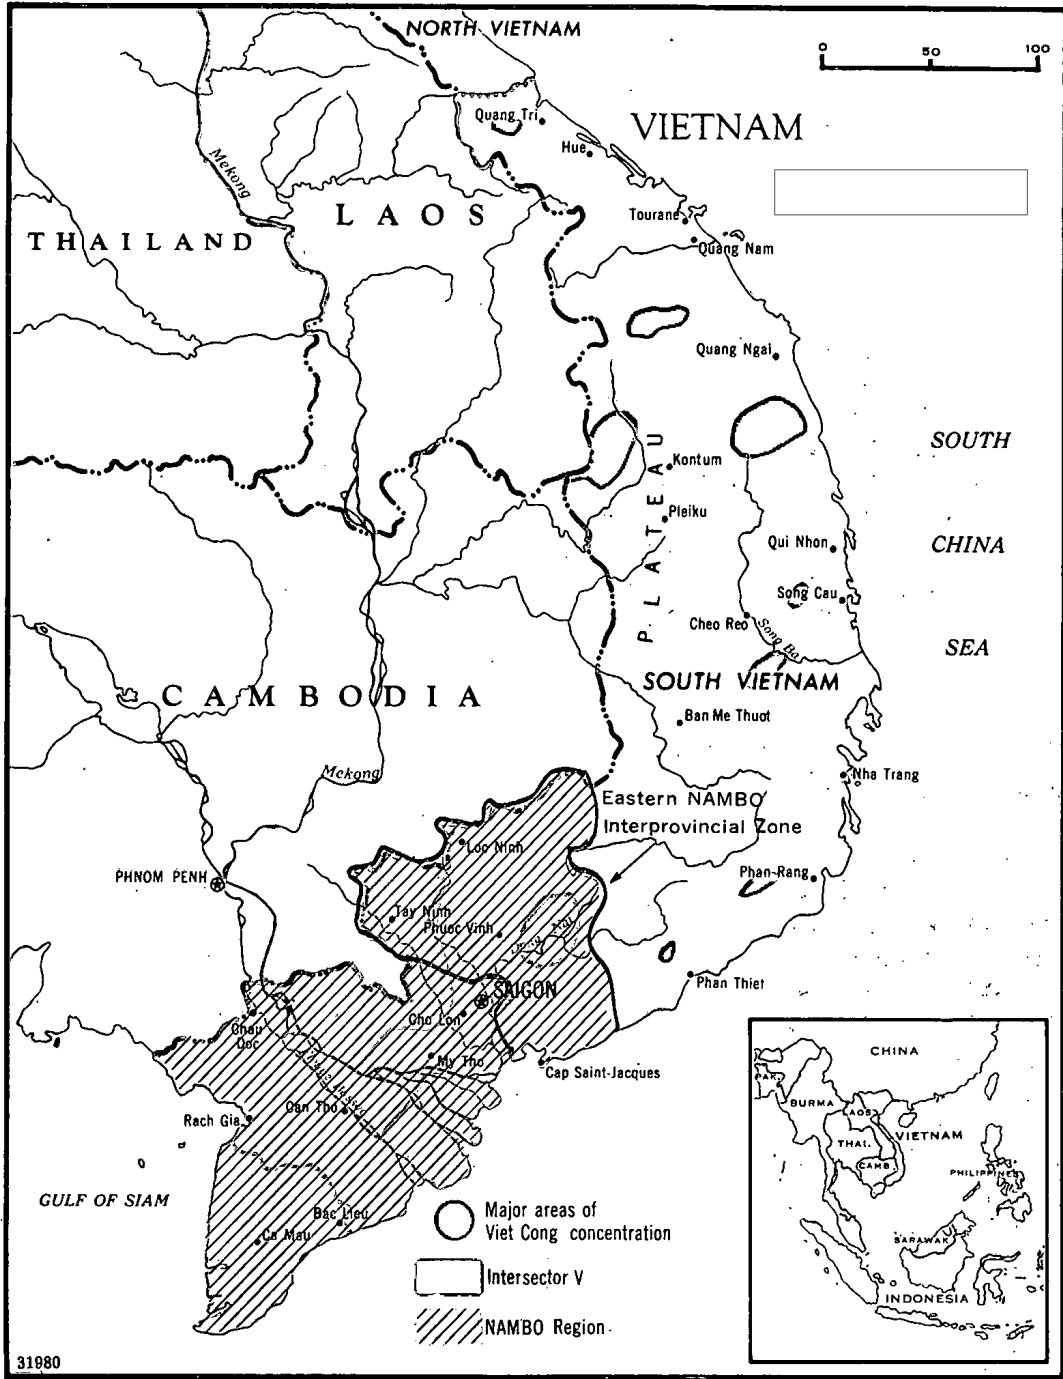 NORTH VIETNAM
0 50 100
Quang Tri
VIETNAM
Hue
Mekong
LAOS
Tourane
THAILAND
Quang Nam
Quang Ngai
SOUTH
PLATEAU
Kontum
Pleiku
Qui Nhon
CHINA
Song Cau
Cheo Reo
Song Ba
SEA
SOUTH VIETNAM
CAMBODIA
Ban Me Thuot
Mekong
Nha Trang
Eastern NAMBO
Interprovincial Zone
Loc Ninh
PHNOM PENH
Phan-Rang
Tay Ninh
Phuoc Vinh
Dong Nai
SAIGON
Phan Thiet
Cho Lon
Chau
Doc
My Tho
Cap Saint-Jacques
Can Tho
Rach Gia
GULF OF SIAM
Bac Lieu
Ca Mau
Major areas of
Viet Cong concentration
Intersector V
NAMBO Region
31980
CHINA
PAK.
BURMA
LAOS
THAI.
VIETNAM
CAMB.
PHILIPPINES
SARAWAK
INDONESIA